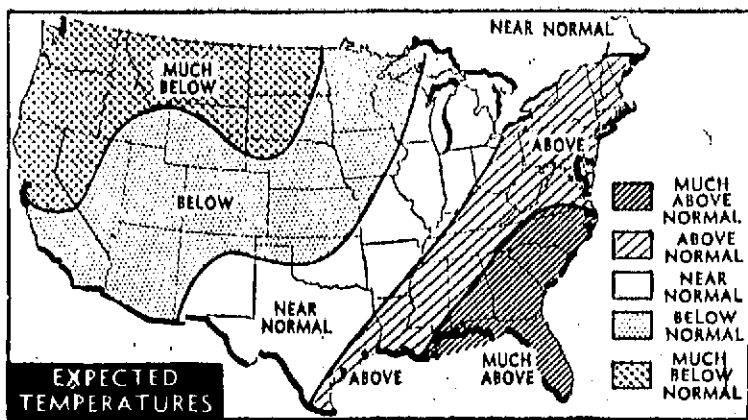 NEAR NORMAL
MUCH
BELOW
ABOVE
BELOW
NEAR
NORMAL
ABOVE
MUCH
ABOVE
MUCH
ABOVE
NORMAL
ABOVE
NORMAL
NEAR
NORMAL
BELOW
NORMAL
MUCH
BELOW
NORMAL
EXPECTED
TEMPERATURES